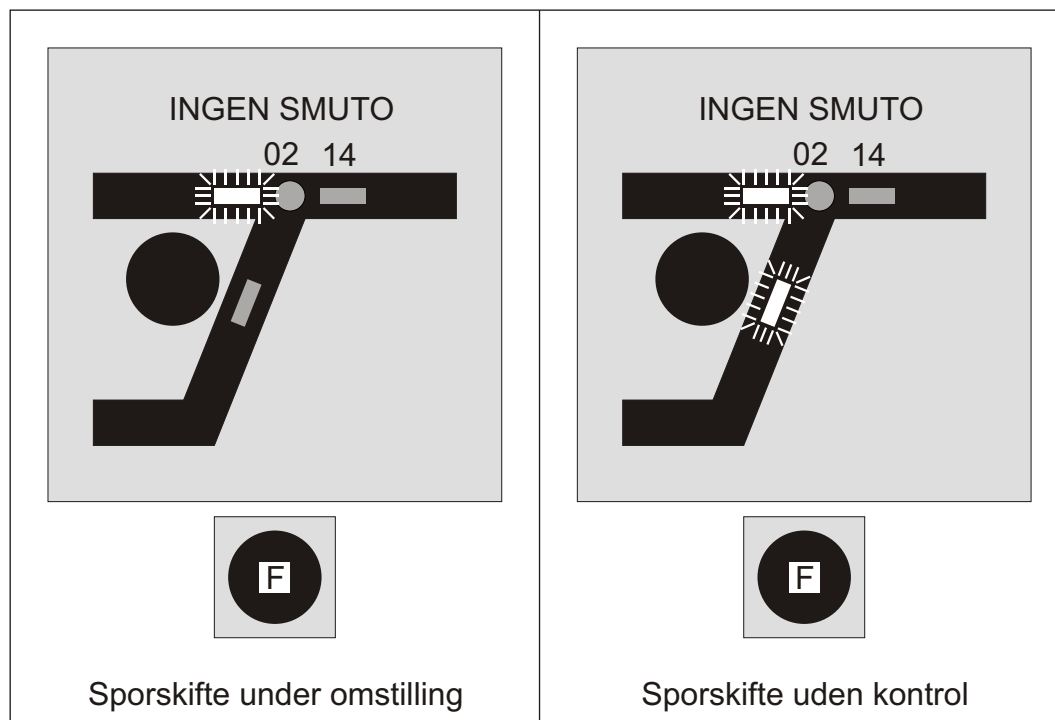 INGEN SMUTO
02 14
F
Sporskifte under omstilling
INGEN SMUTO
02 14
F
Sporskifte uden kontrol